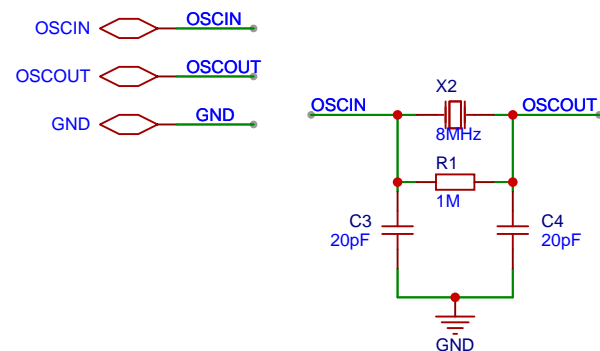 OSCIN OSCIN
OSCOUT OSCOUT
GND GND
X2
OSCIN OSCOUT
8MHz
R1
1M
C3 C4
20pF 20pF
GND